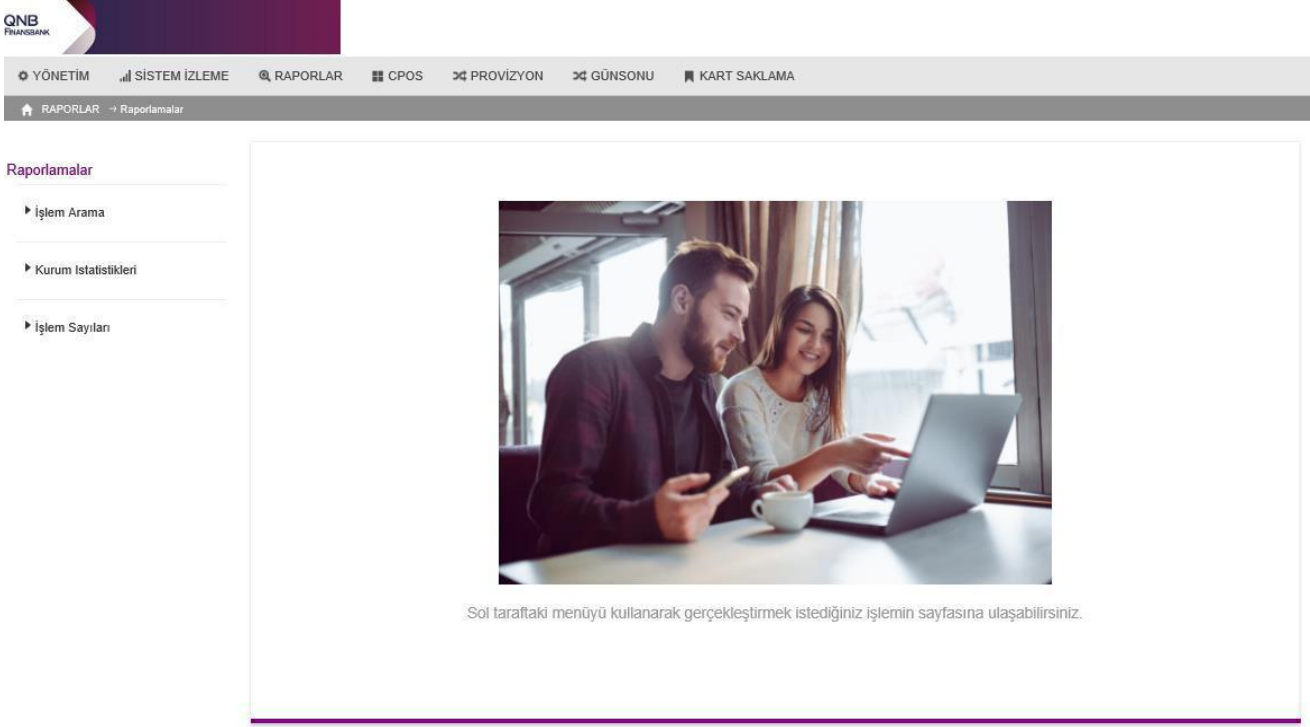 QNB
FINANSBANK
YÖNETİM SİSTEM İZLEME RAPORLAR CPOS PROVİZYON GÜNSONU KART SAKLAMA
RAPORLAR → Raporlamalar
Raporlamalar
İşlem Arama
Kurum Istatistikleri
İşlem Sayıları
Sol taraftaki menüyü kullanarak gerçekleştirmek istediğiniz işlemin sayfasına ulaşabilirsiniz.